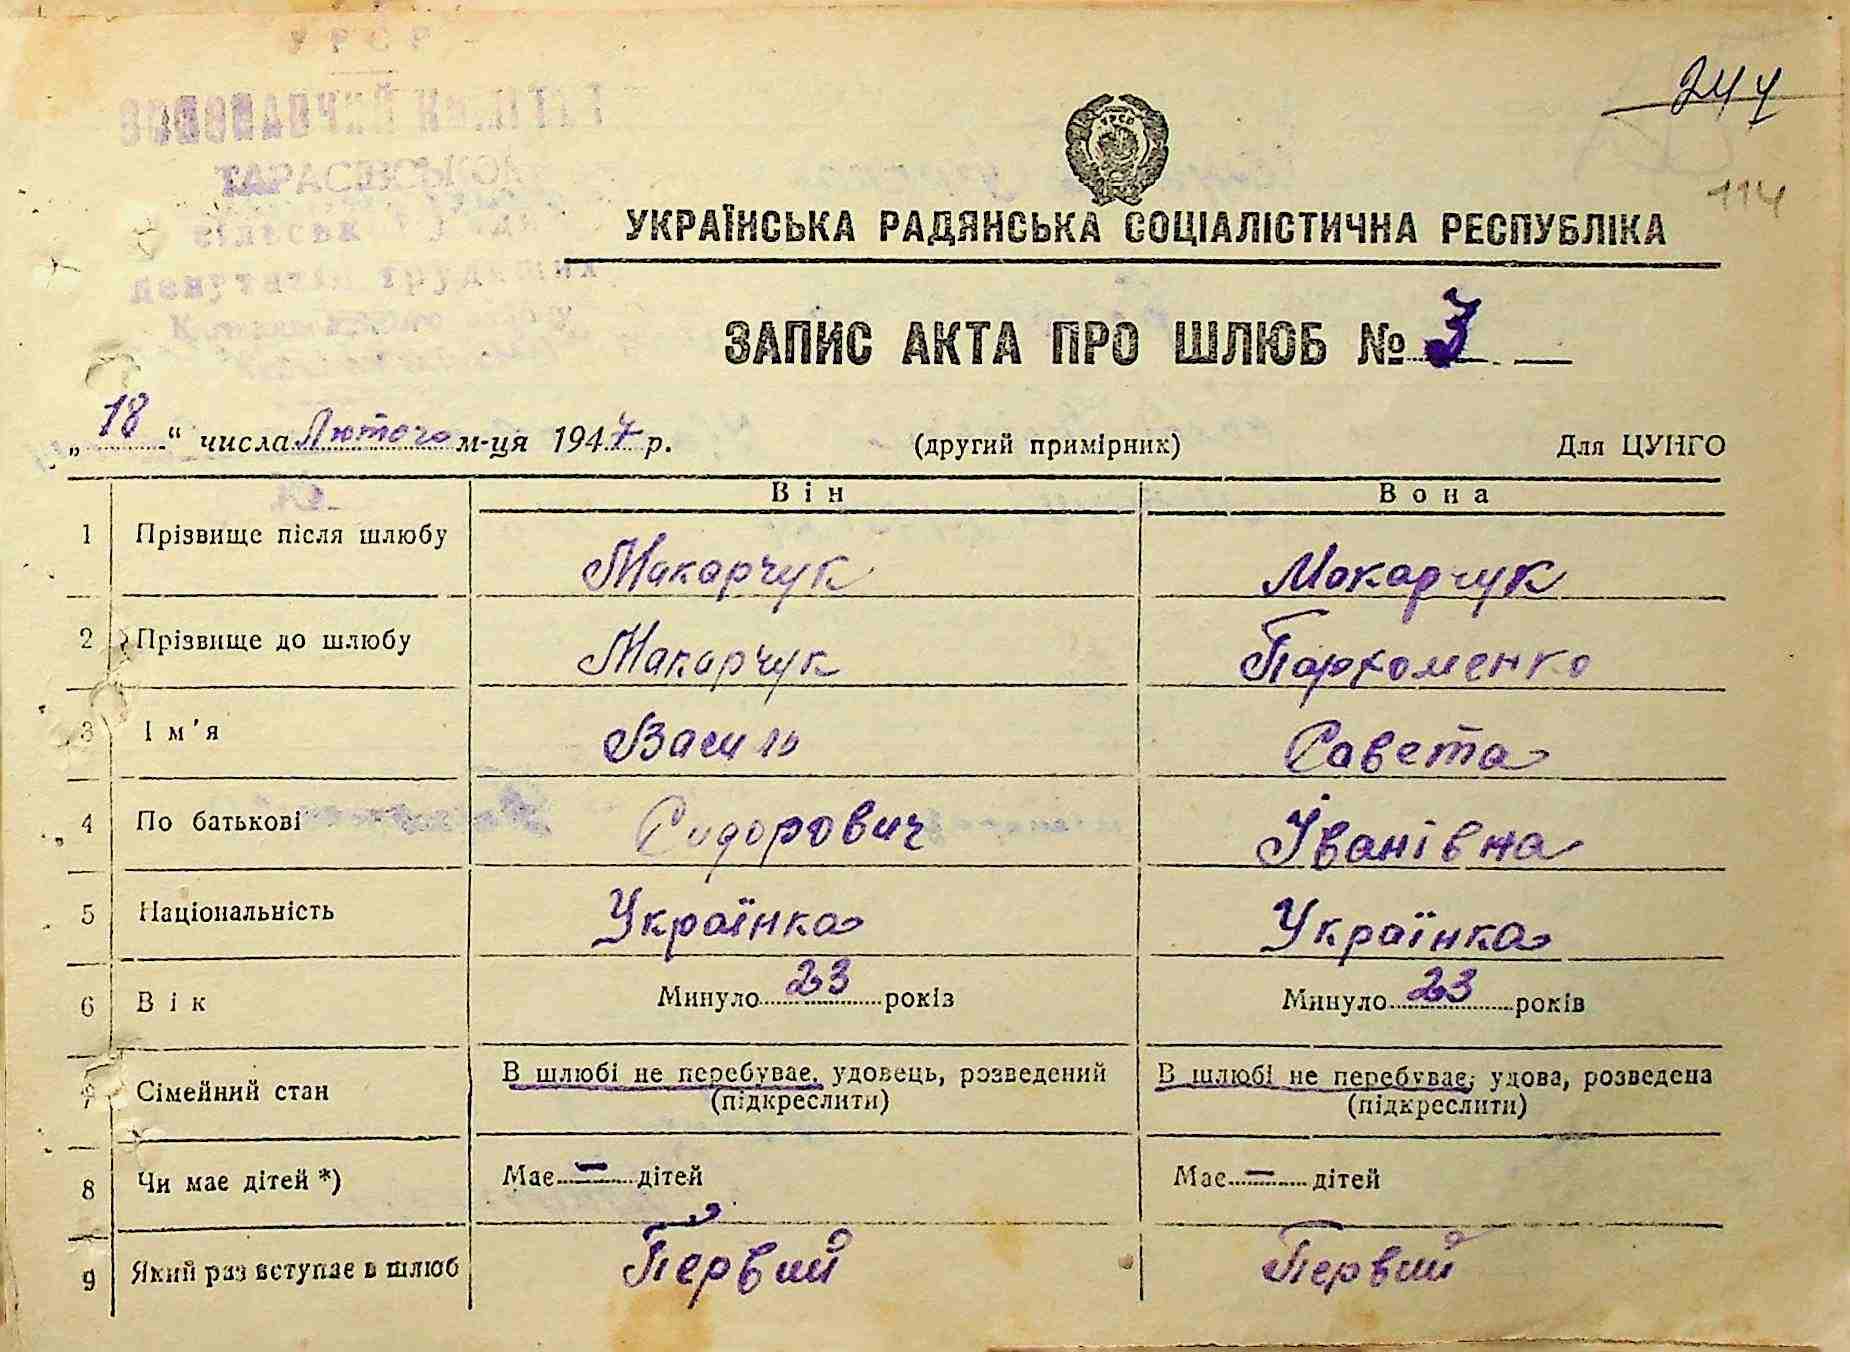 УРСР
ВИКОНАВЧИЙ КОМІТЕТ
ТАРАСІВСЬКОЇ
сільської ради
депутатів трудящих
244
114
УРСР
УКРАЇНСЬКА РАДЯНСЬКА СОЦІАЛІСТИЧНА РЕСПУБЛІКА
ЗАПИС АКТА ПРО ШЛЮБ № 3
„18“ числа Лютого м-ця 1947 р. (другий примірник) Для ЦУНГО
Він Вона
1 Прізвище після шлюбу Макарчук Макарчук
2 Прізвище до шлюбу Макарчук Пархоменко
3 Ім'я Василь Савета
4 По батькові Сидорович Іванівна
5 Національність Українка Українка
6 Вік Минуло 23 років Минуло 23 років
7 Сімейний стан В шлюбі не перебуває, удовець, розведений В шлюбі не перебуває, удова, розведена
(підкреслити) (підкреслити)
8 Чи має дітей *) Має — дітей Має — дітей
9 Який раз вступає в шлюб Первий Первий